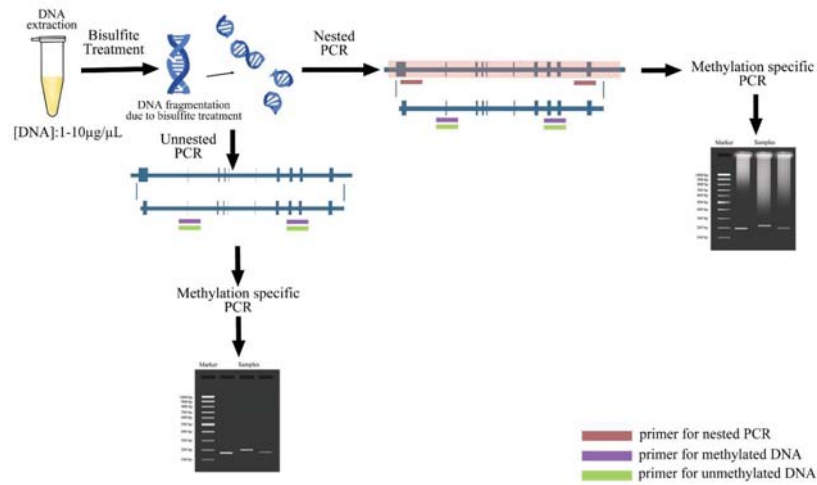 DNA
extraction
Bisulfite
Treatment
[DNA]:1-10μg/μL
DNA fragmentation
due to bisulfite treatment
Nested
PCR
Methylation specific
PCR
Unnested
PCR
Marker
Samples
Methylation specific
PCR
Marker
Samples
primer for nested PCR
primer for methylated DNA
primer for unmethylated DNA